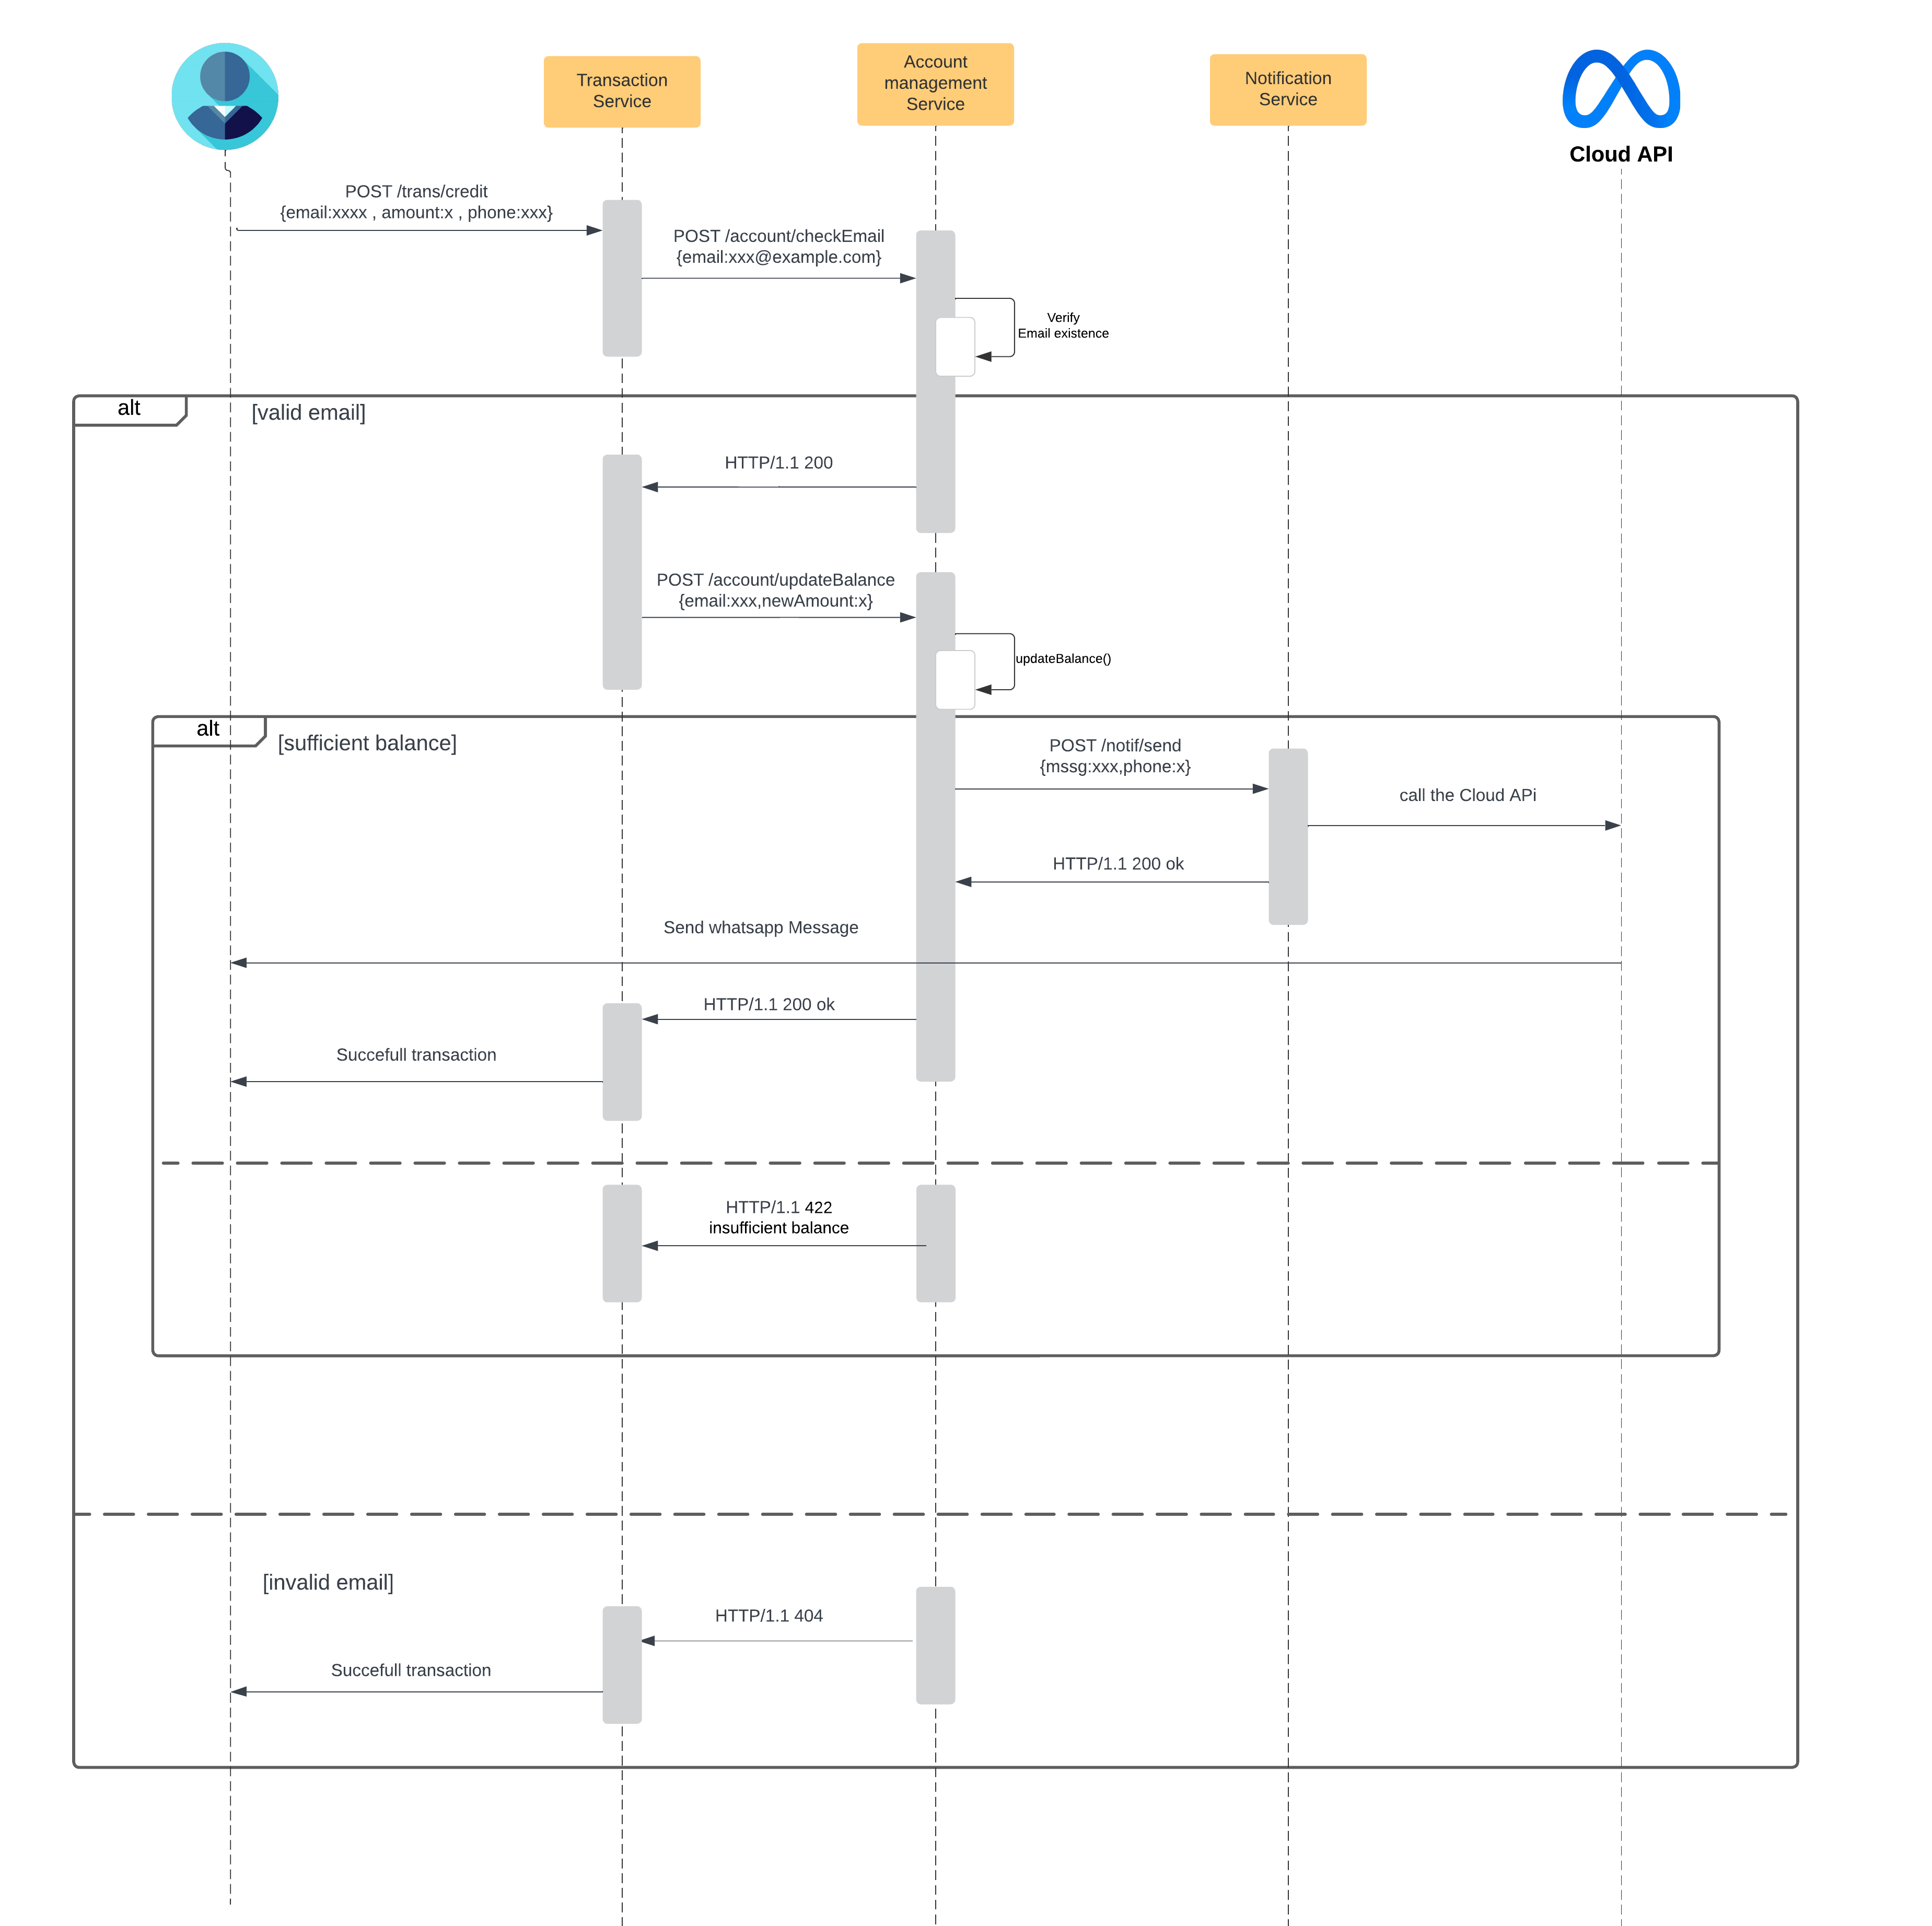 Transaction
Service
Account
management
Service
Notification
Service
Cloud API
POST /trans/credit
{email:xxxx , amount:x , phone:xxx}
POST /account/checkEmail
{email:xxx@example.com}
Verify
Email existence
alt
[valid email]
HTTP/1.1 200
POST /account/updateBalance
{email:xxx,newAmount:x}
updateBalance()
alt
[sufficient balance]
POST /notif/send
{mssg:xxx,phone:x}
call the Cloud APi
HTTP/1.1 200 ok
Send whatsapp Message
HTTP/1.1 200 ok
Succefull transaction
HTTP/1.1 422
insufficient balance
[invalid email]
HTTP/1.1 404
Succefull transaction